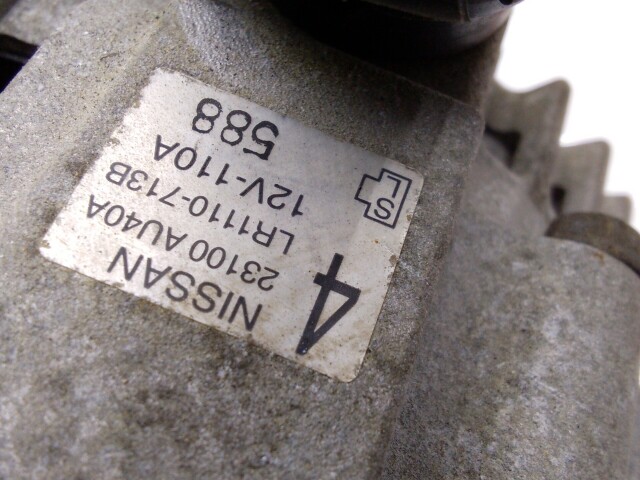 4
NISSAN
23100 AU40A
LR1110-713B
12V-110A
588
S L